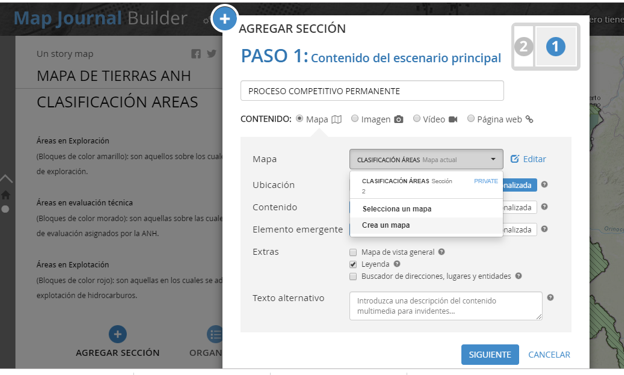 Map Journal Builder
Un story map
MAPA DE TIERRAS ANH
CLASIFICACIÓN AREAS
Áreas en Exploración
(Bloques de color amarillo): son aquellos sobre los cuale
de exploración.
Áreas en evaluación técnica
(Bloques de color morado): son aquellas sobre las cuale
de evaluación asignados por la ANH.
Áreas en Explotación
(Bloque de color rojo): son aquellas en las cuales se ad
explotación de hidrocarburos.
AGREGAR SECCIÓN
ORGAN
ero tiene
AGREGAR SECCIÓN
PASO 1: Contenido del escenario principal
2
1
PROCESO COMPETITIVO PERMANENTE
CONTENIDO: Mapa Imagen Vídeo Página web
Mapa CLASIFICACIÓN ÁREAS Mapa actual Editar
CLASIFICACIÓN ÁREAS Sección 2 PRIVATE
Selecciona un mapa
Crea un mapa
Ubicación nalizada
Contenido nalizada
Elemento emergente nalizada
Extras Mapa de vista general
Leyenda
Buscador de direcciones, lugares y entidades
Texto alternativo Introduzca una descripción del contenido
multimedia para invidentes...
SIGUIENTE CANCELAR